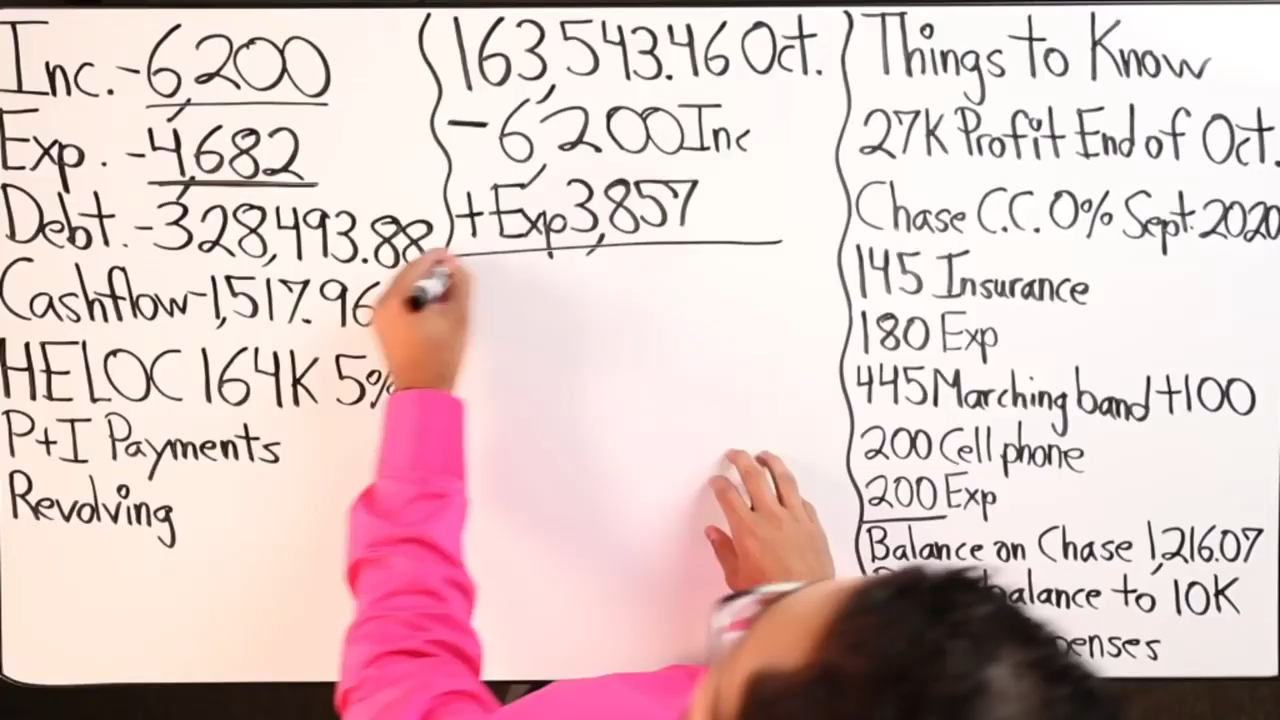 Inc. -6,200
Exp. -4,682
Debt. -328,493.88
Cashflow-1,517.96
HELOC 164K 5%
P+I Payments
Revolving
163,543.46 Oct.
-6,200 Inc
+Exp 3,857
Things to Know
27K Profit End of Oct.
Chase C.C. 0% Sept. 2020
145 Insurance
180 Exp
445 Marching band +100
200 Cell phone
200 Exp
Balance on Chase 1,216.07
balance to 10K